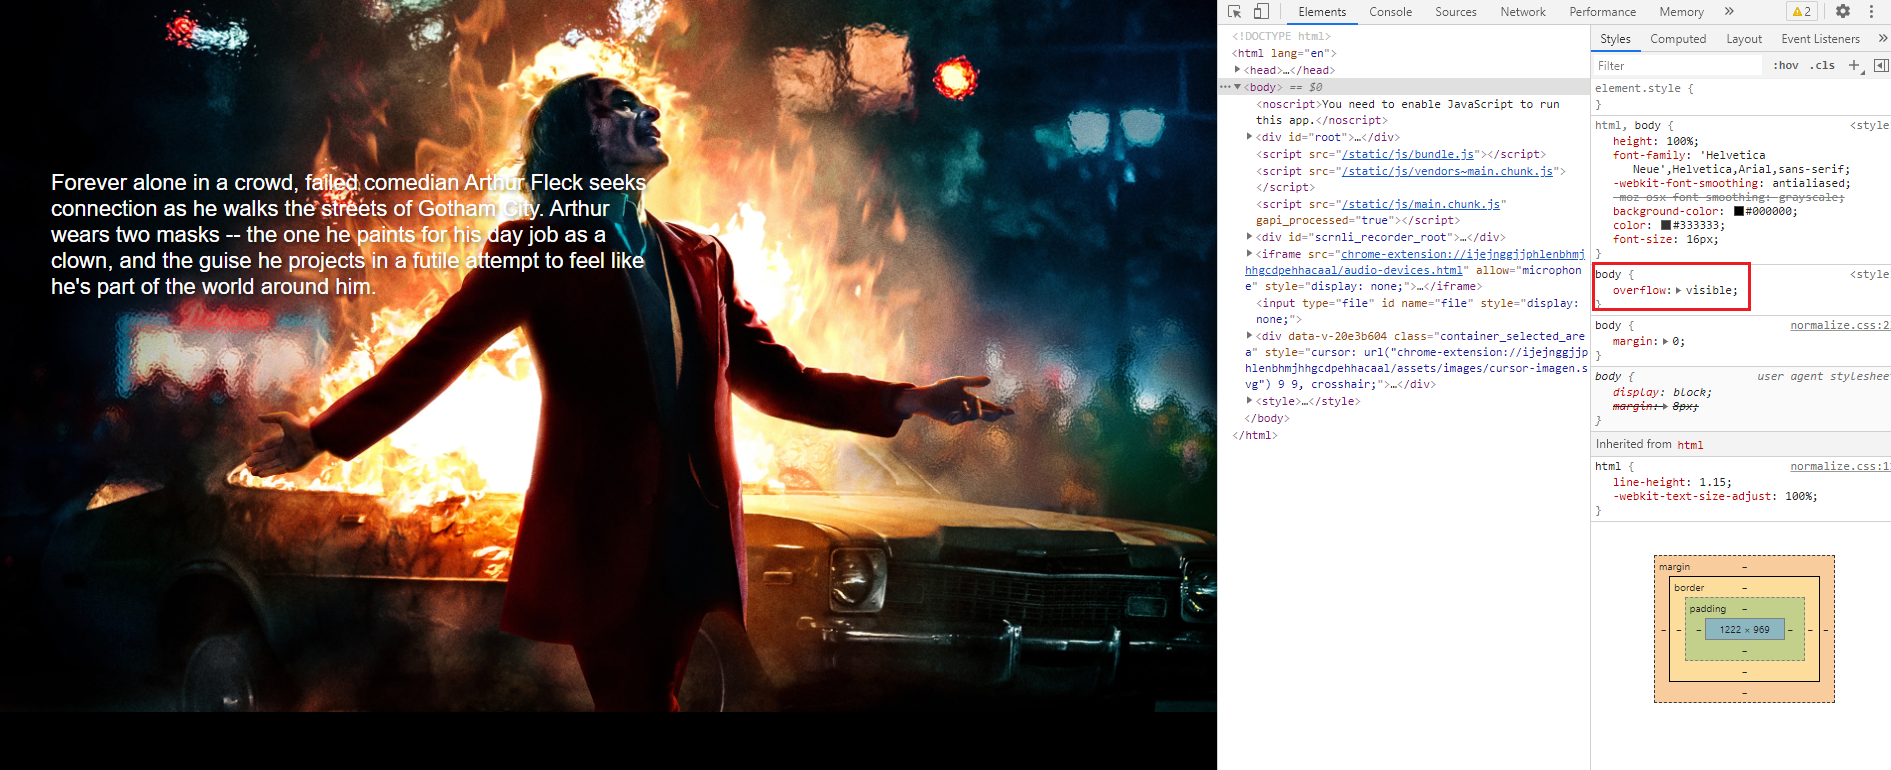 Forever alone in a crowd, failed comedian Arthur Fleck seeks
connection as he walks the streets of Gotham City. Arthur
wears two masks -- the one he paints for his day job as a
clown, and the guise he projects in a futile attempt to feel like
he's part of the world around him.
Elements Console Sources Network Performance Memory » 2
<!DOCTYPE html>
<html lang="en">
<head>…</head>
<body> == $0
<noscript>You need to enable JavaScript to run
this app.</noscript>
<div id="root">…</div>
<script src="/static/js/bundle.js"></script>
<script src="/static/js/vendors~main.chunk.js">
</script>
<script src="/static/js/main.chunk.js"
gapi_processed="true"></script>
<div id="scrnli_recorder_root">…</div>
<iframe src="chrome-extension://ijejnggjjphlenbhmj
hhgcdpehhacaal/audio-devices.html" allow="microphon
e" style="display: none;">…</iframe>
<input type="file" id name="file" style="display:
none;">
<div data-v-20e3b604 class="container_selected_are
a" style="cursor: url("chrome-extension://ijejnggjjp
hlenbhmjhhgcdpehhacaal/assets/images/cursor-imagen.s
vg") 9 9, crosshair;">…</div>
<style>…</style>
</body>
</html>
Styles Computed Layout Event Listeners »
Filter :hov .cls +
element.style {
}
html, body { <style
height: 100%;
font-family: 'Helvetica
Neue',Helvetica,Arial,sans-serif;
-webkit-font-smoothing: antialiased;
-moz-osx-font-smoothing: grayscale;
background-color: #000000;
color: #333333;
font-size: 16px;
}
body { <style
overflow: visible;
}
body { normalize.css:2
margin: 0;
}
body { user agent styleshee
display: block;
margin: 8px;
}
Inherited from html
html { normalize.css:1
line-height: 1.15;
-webkit-text-size-adjust: 100%;
}
margin -
border -
padding -
- - - 1222 × 969 - - -
-
-
-